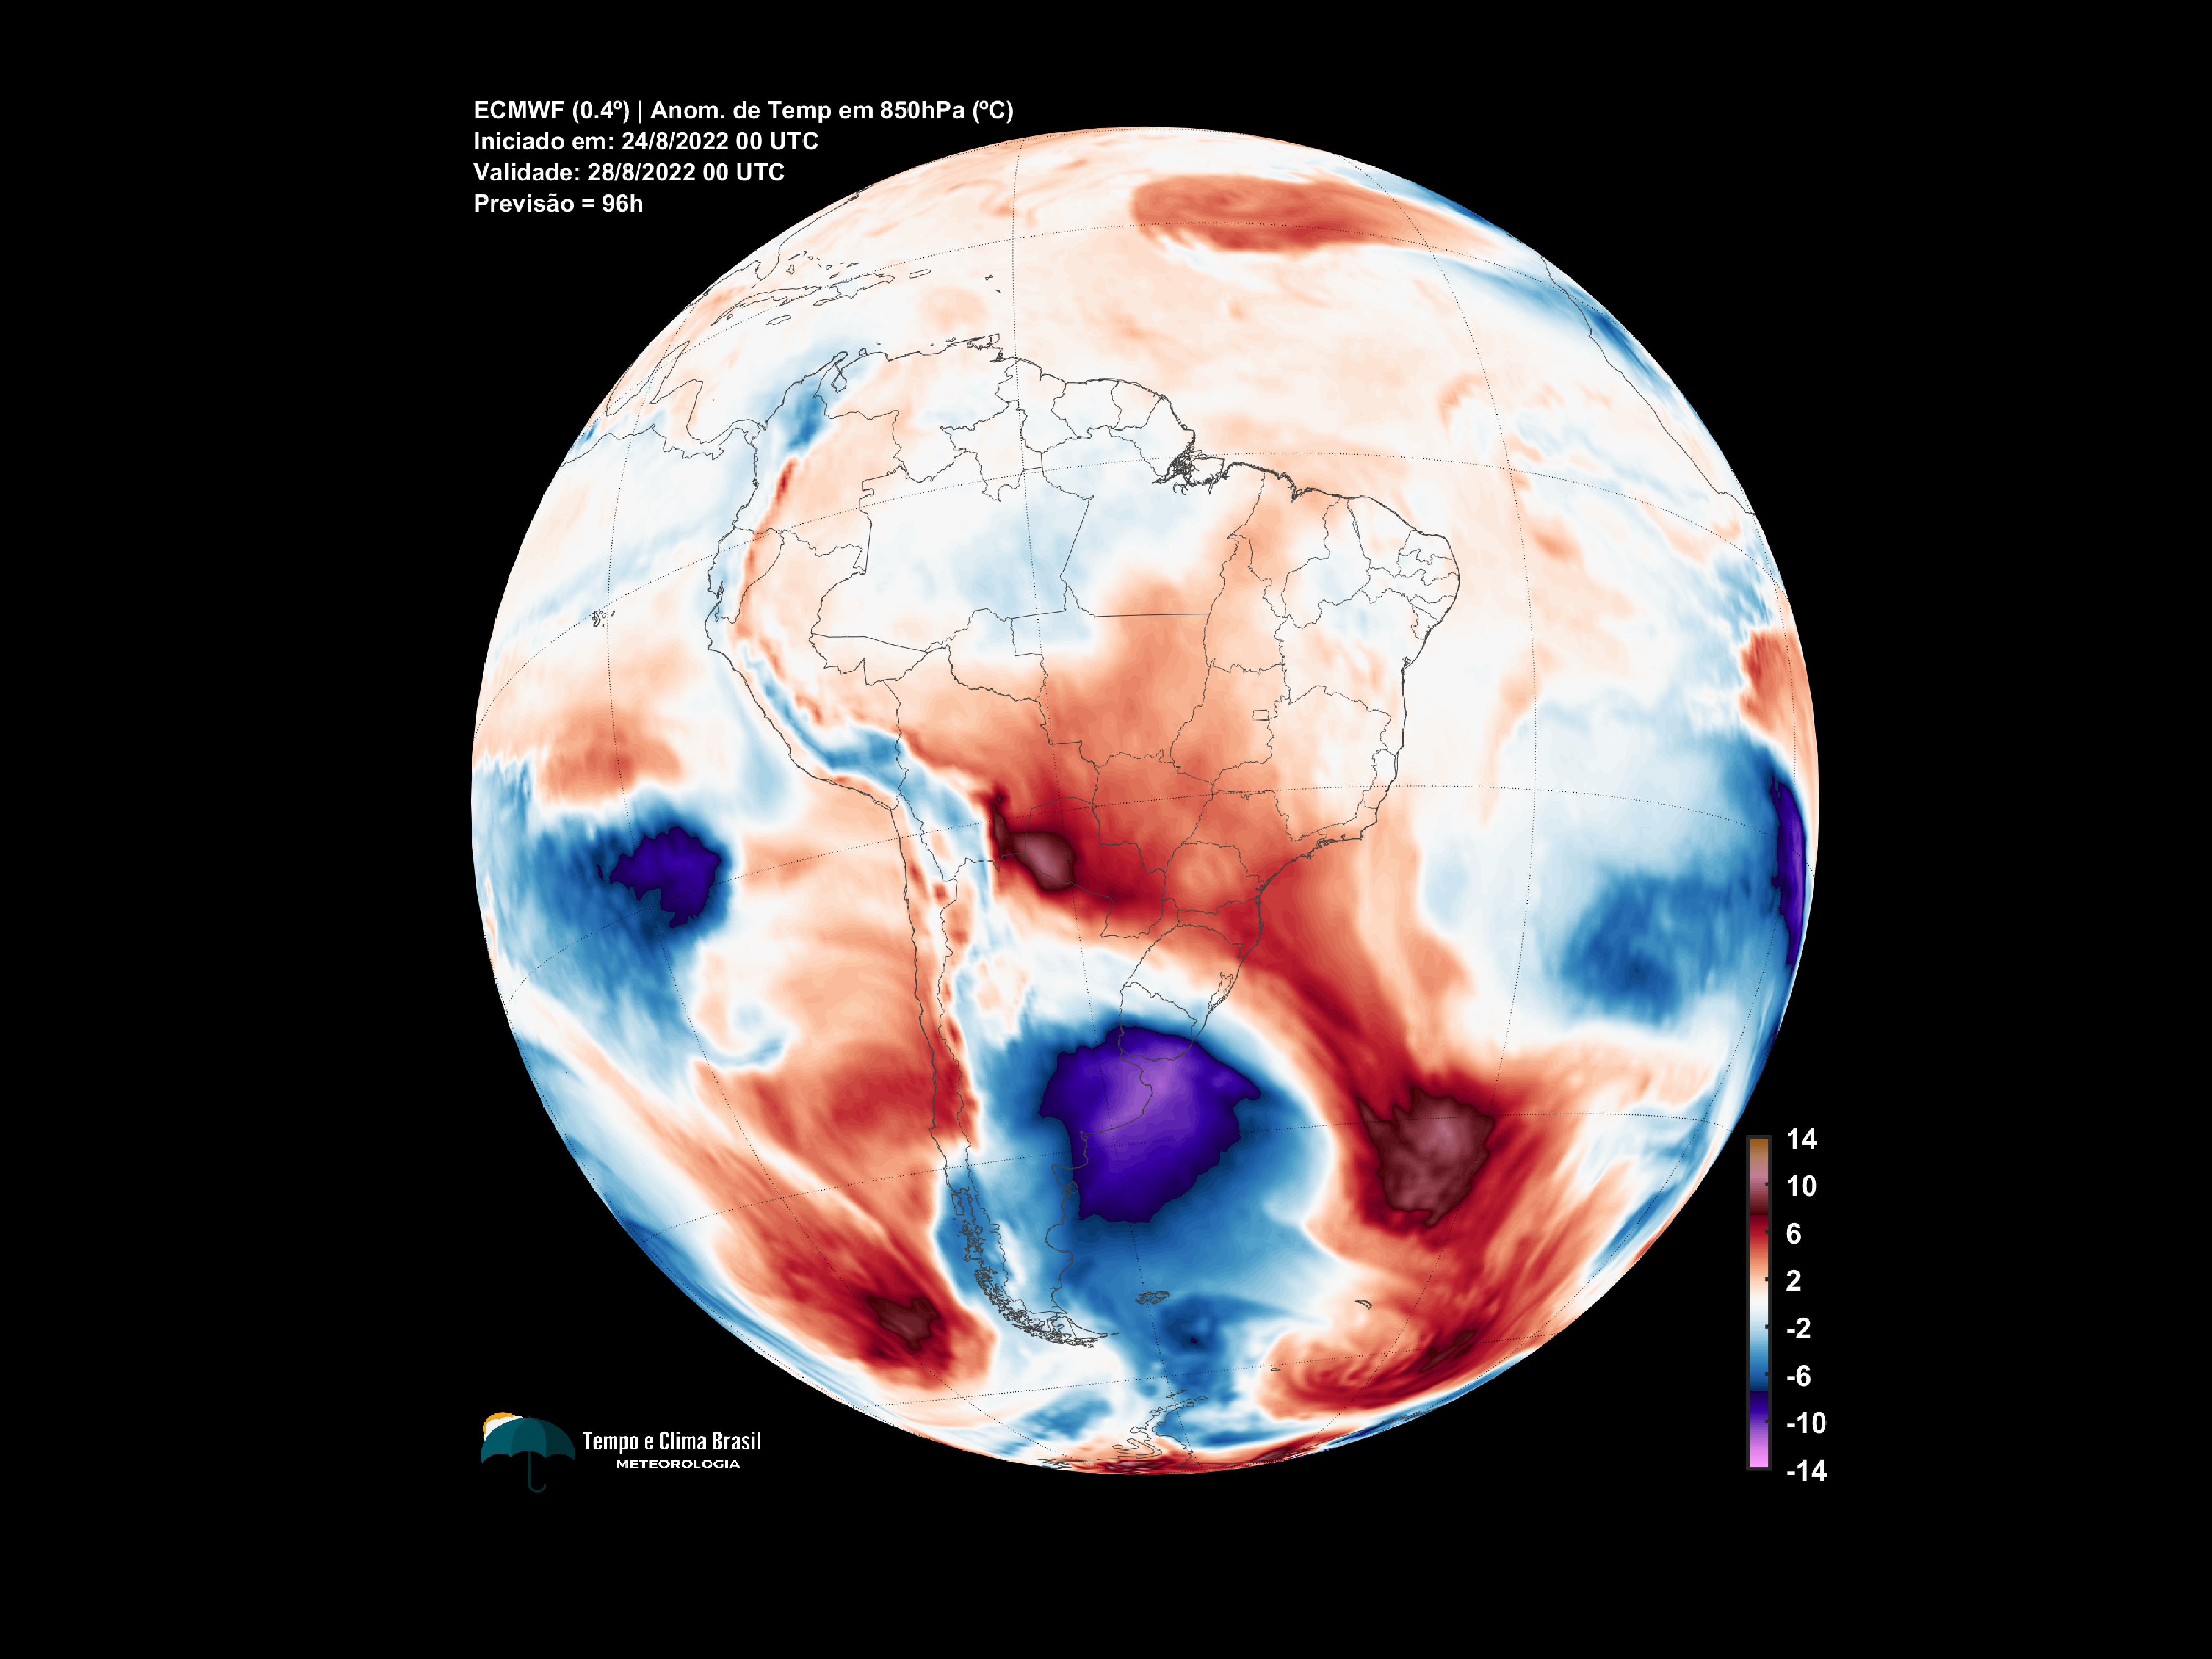 ECMWF (0.4º) | Anom. de Temp em 850hPa (ºC)
Iniciado em: 24/8/2022 00 UTC
Validade: 28/8/2022 00 UTC
Previsão = 96h
14
10
6
2
-2
-6
-10
-14
Tempo e Clima Brasil
METEOROLOGIA